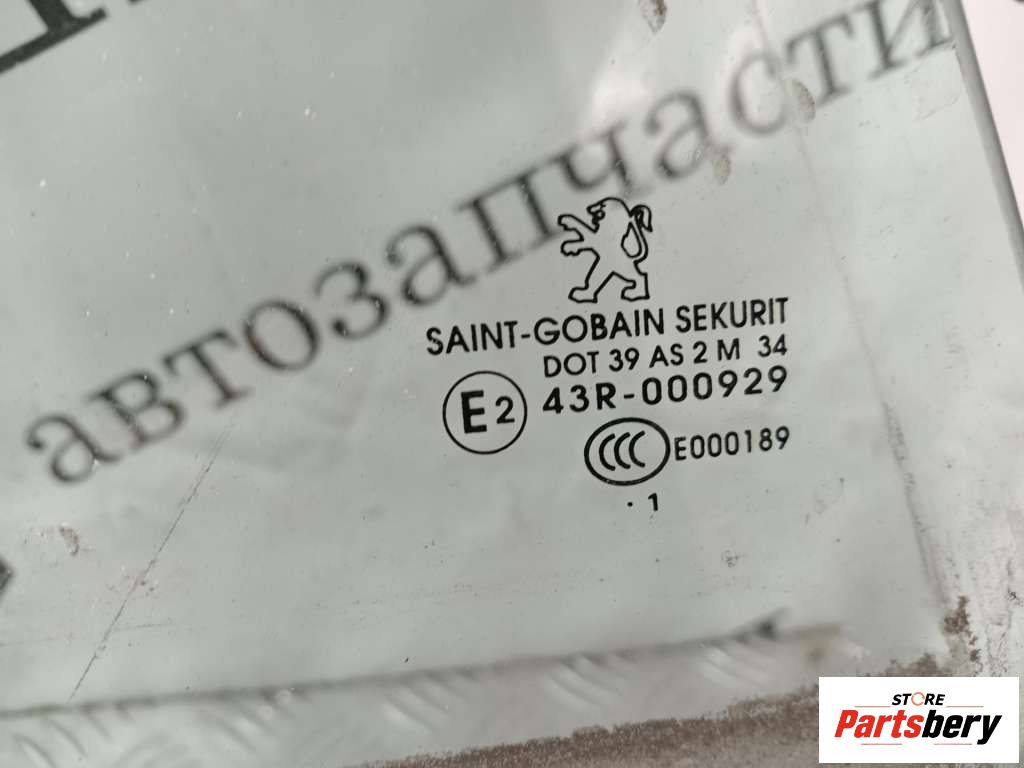 автозапчасти
SAINT-GOBAIN SEKURIT
DOT 39 AS 2 M 34
E2 43R-000929
CCC E000189
· 1
STORE
Partsbery